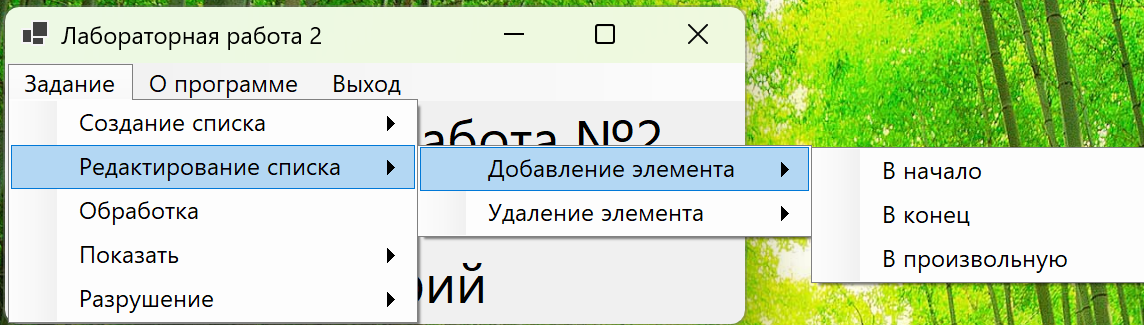 Лабораторная работа 2
Задание О программе Выход
Создание списка
работа №2
Редактирование списка
Добавление элемента
В начало
Обработка
Удаление элемента
В конец
Показать
В произвольную
Разрушение